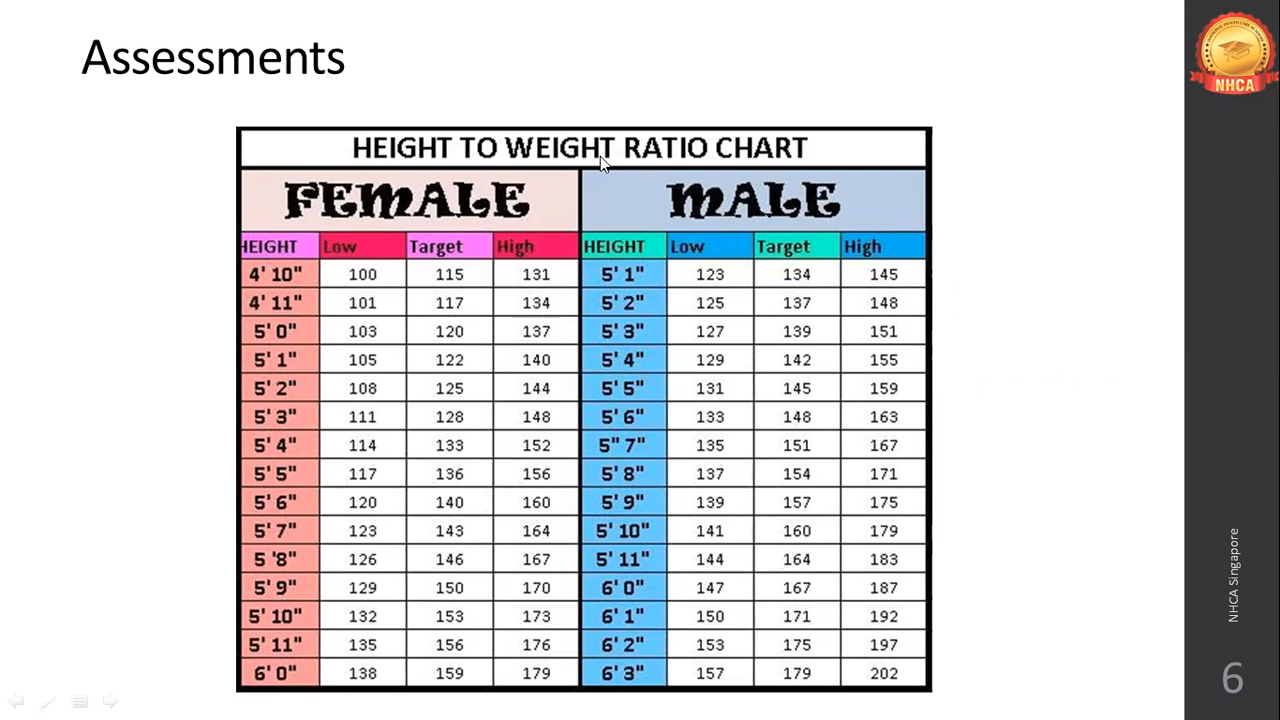 Assessments
NHCA
HEIGHT TO WEIGHT RATIO CHART
FEMALE MALE
HEIGHT Low Target High HEIGHT Low Target High
4' 10" 100 115 131 5' 1" 123 134 145
4' 11" 101 117 134 5' 2" 125 137 148
5' 0" 103 120 137 5' 3" 127 139 151
5' 1" 105 122 140 5' 4" 129 142 155
5' 2" 108 125 144 5' 5" 131 145 159
5' 3" 111 128 148 5' 6" 133 148 163
5' 4" 114 133 152 5" 7" 135 151 167
5' 5" 117 136 156 5' 8" 137 154 171
5' 6" 120 140 160 5' 9" 139 157 175
5' 7" 123 143 164 5' 10" 141 160 179
5 '8" 126 146 167 5' 11" 144 164 183
5' 9" 129 150 170 6' 0" 147 167 187
5' 10" 132 153 173 6' 1" 150 171 192
5' 11" 135 156 176 6' 2" 153 175 197
6' 0" 138 159 179 6' 3" 157 179 202
NHCA Singapore
6